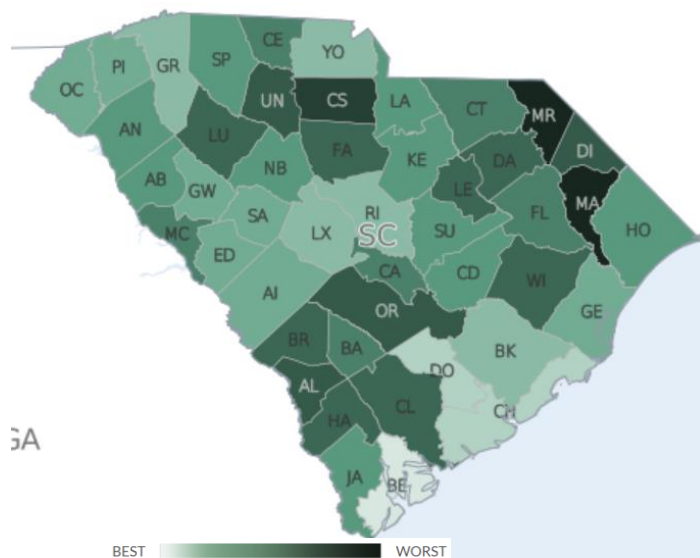 CE
YO
GR
SP
PI
OC
UN
CS
LA
CT
MR
AN
LU
DI
FA
KE
DA
NB
AB
GW
LE
MA
SA
RI
FL
HO
MC
LX
SC
SU
ED
CA
CD
WI
AI
OR
GE
BR
BA
BK
DO
AL
CL
CH
HA
GA
JA
BE
BEST WORST